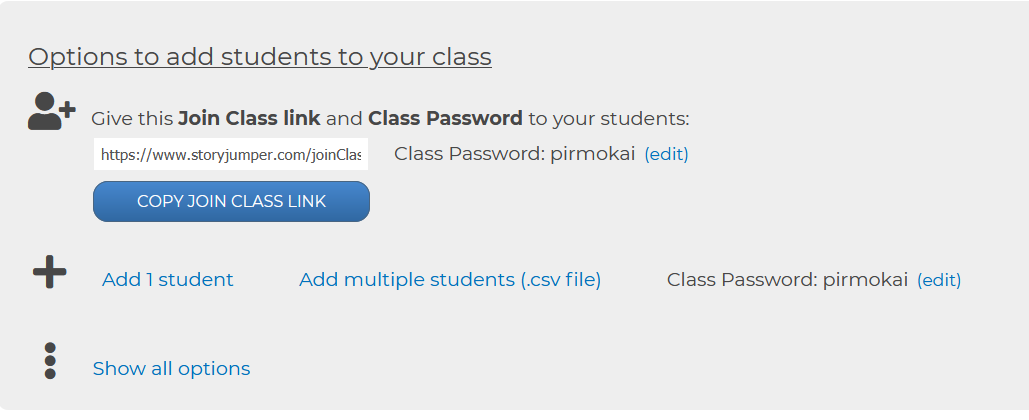 Options to add students to your class
Give this Join Class link and Class Password to your students:
https://www.storyjumper.com/joinClas Class Password: pirmokai (edit)
COPY JOIN CLASS LINK
Add 1 student Add multiple students (.csv file) Class Password: pirmokai (edit)
Show all options